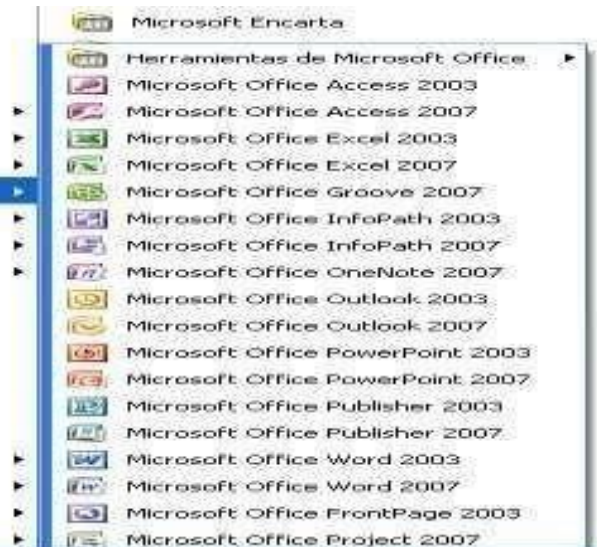 Microsoft Encarta
Herramientas de Microsoft Office
Microsoft Office Access 2003
Microsoft Office Access 2007
Microsoft Office Excel 2003
Microsoft Office Excel 2007
Microsoft Office Groove 2007
Microsoft Office InfoPath 2003
Microsoft Office InfoPath 2007
Microsoft Office OneNote 2007
Microsoft Office Outlook 2003
Microsoft Office Outlook 2007
Microsoft Office PowerPoint 2003
Microsoft Office PowerPoint 2007
Microsoft Office Publisher 2003
Microsoft Office Publisher 2007
Microsoft Office Word 2003
Microsoft Office Word 2007
Microsoft Office FrontPage 2003
Microsoft Office Project 2007